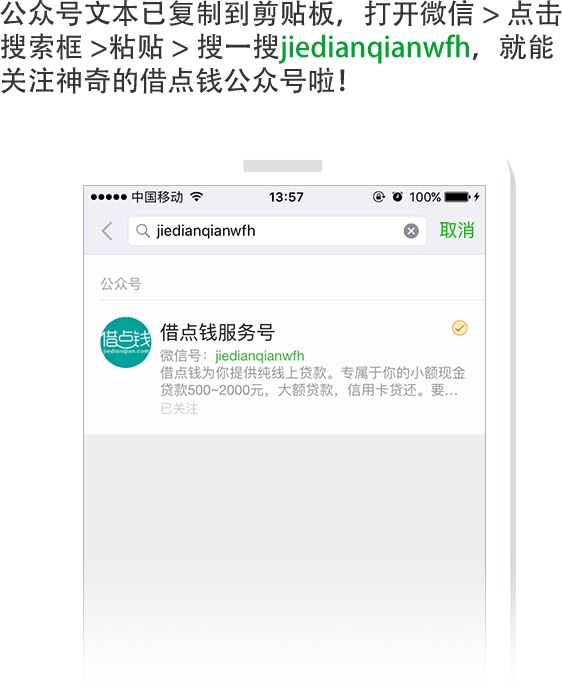 公众号文本已复制到剪贴板，打开微信 > 点击
搜索框 >粘贴 > 搜一搜jiedianqianwfh，就能
关注神奇的借点钱公众号啦！
中国移动 13:57 100%
jiedianqianwfh 取消
公众号
借点钱
jiedianqian.com
借点钱服务号
微信号：jiedianqianwfh
借点钱为你提供纯线上贷款。专属于你的小额现金
贷款500~2000元，大额贷款，信用卡贷还。要...
已关注